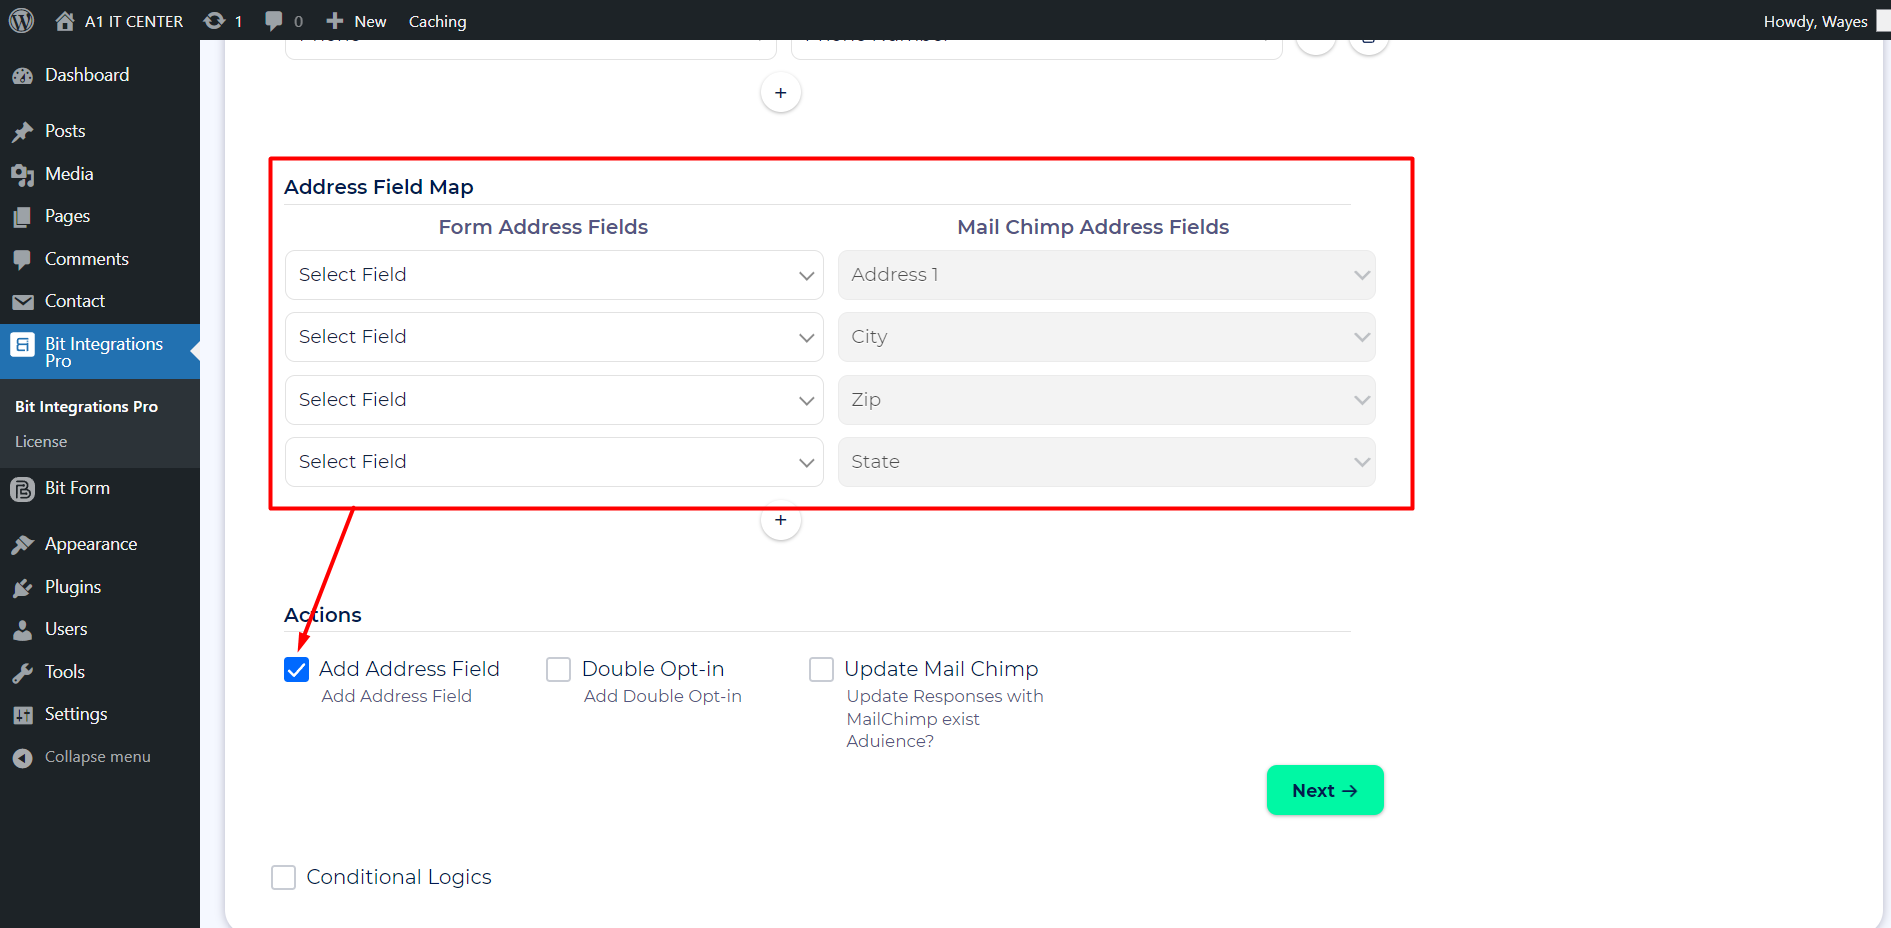 A1 IT CENTER 1 0 New Caching Howdy, Wayes
Dashboard
Posts
Media
Pages
Comments
Contact
Bit Integrations
Pro
Bit Integrations Pro
License
Bit Form
Appearance
Plugins
Users
Tools
Settings
Collapse menu
Phone Phone Number
+
Address Field Map
Form Address Fields Mail Chimp Address Fields
Select Field Address 1
Select Field City
Select Field Zip
Select Field State
+
Actions
Add Address Field
Add Address Field
Double Opt-in
Add Double Opt-in
Update Mail Chimp
Update Responses with
MailChimp exist
Aduience?
Next →
Conditional Logics